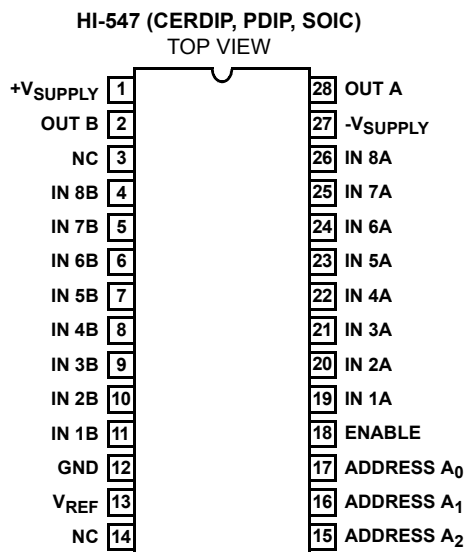 HI-547 (CERDIP, PDIP, SOIC)
TOP VIEW
+VSUPPLY 1 28 OUT A
OUT B 2 27 -VSUPPLY
NC 3 26 IN 8A
IN 8B 4 25 IN 7A
IN 7B 5 24 IN 6A
IN 6B 6 23 IN 5A
IN 5B 7 22 IN 4A
IN 4B 8 21 IN 3A
IN 3B 9 20 IN 2A
IN 2B 10 19 IN 1A
IN 1B 11 18 ENABLE
GND 12 17 ADDRESS A0
VREF 13 16 ADDRESS A1
NC 14 15 ADDRESS A2